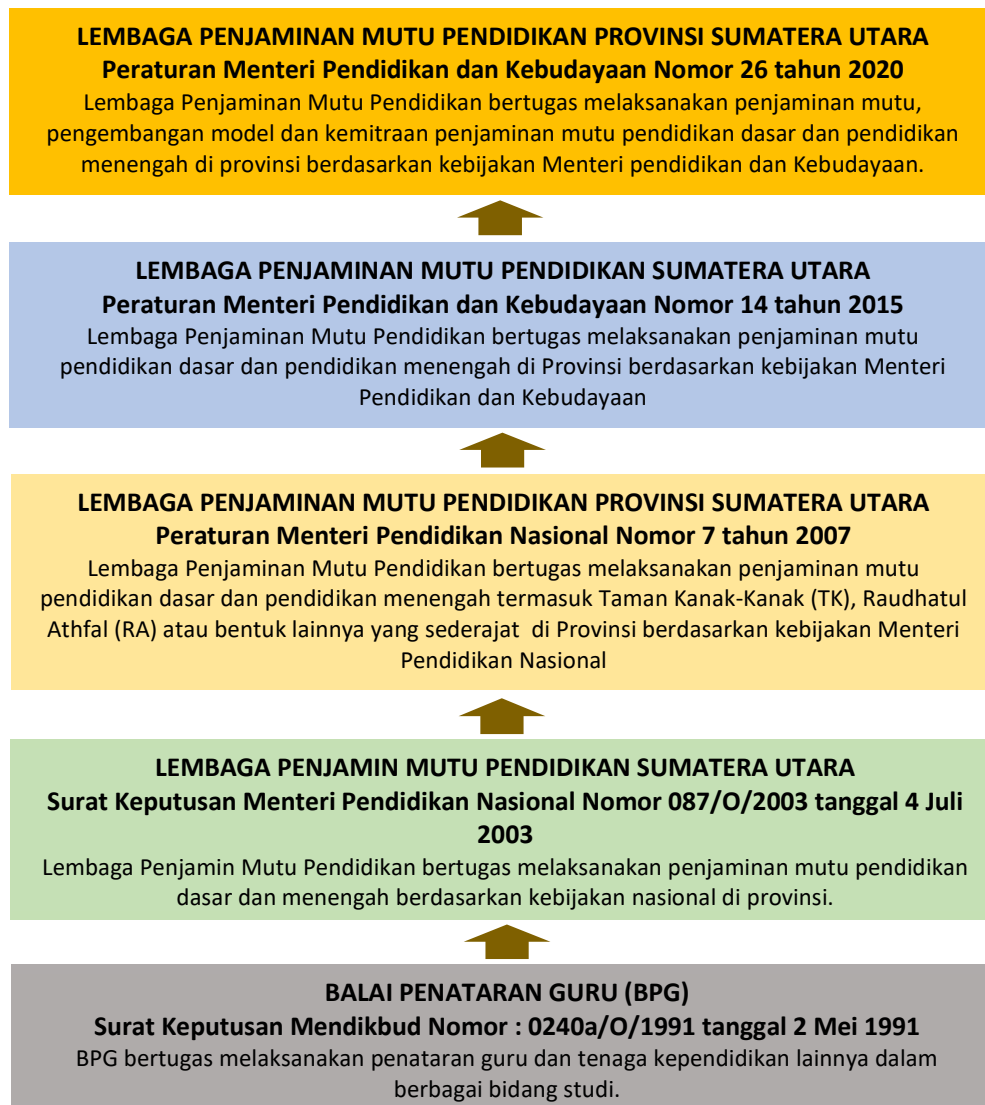 LEMBAGA PENJAMINAN MUTU PENDIDIKAN PROVINSI SUMATERA UTARA
Peraturan Menteri Pendidikan dan Kebudayaan Nomor 26 tahun 2020
Lembaga Penjaminan Mutu Pendidikan bertugas melaksanakan penjaminan mutu,
pengembangan model dan kemitraan penjaminan mutu pendidikan dasar dan pendidikan
menengah di provinsi berdasarkan kebijakan Menteri pendidikan dan Kebudayaan.
LEMBAGA PENJAMINAN MUTU PENDIDIKAN SUMATERA UTARA
Peraturan Menteri Pendidikan dan Kebudayaan Nomor 14 tahun 2015
Lembaga Penjaminan Mutu Pendidikan bertugas melaksanakan penjaminan mutu
pendidikan dasar dan pendidikan menengah di Provinsi berdasarkan kebijakan Menteri
Pendidikan dan Kebudayaan
LEMBAGA PENJAMINAN MUTU PENDIDIKAN PROVINSI SUMATERA UTARA
Peraturan Menteri Pendidikan Nasional Nomor 7 tahun 2007
Lembaga Penjaminan Mutu Pendidikan bertugas melaksanakan penjaminan mutu
pendidikan dasar dan pendidikan menengah termasuk Taman Kanak-Kanak (TK), Raudhatul
Athfal (RA) atau bentuk lainnya yang sederajat di Provinsi berdasarkan kebijakan Menteri
Pendidikan Nasional
LEMBAGA PENJAMIN MUTU PENDIDIKAN SUMATERA UTARA
Surat Keputusan Menteri Pendidikan Nasional Nomor 087/O/2003 tanggal 4 Juli
2003
Lembaga Penjamin Mutu Pendidikan bertugas melaksanakan penjaminan mutu pendidikan
dasar dan menengah berdasarkan kebijakan nasional di provinsi.
BALAI PENATARAN GURU (BPG)
Surat Keputusan Mendikbud Nomor : 0240a/O/1991 tanggal 2 Mei 1991
BPG bertugas melaksanakan penataran guru dan tenaga kependidikan lainnya dalam
berbagai bidang studi.